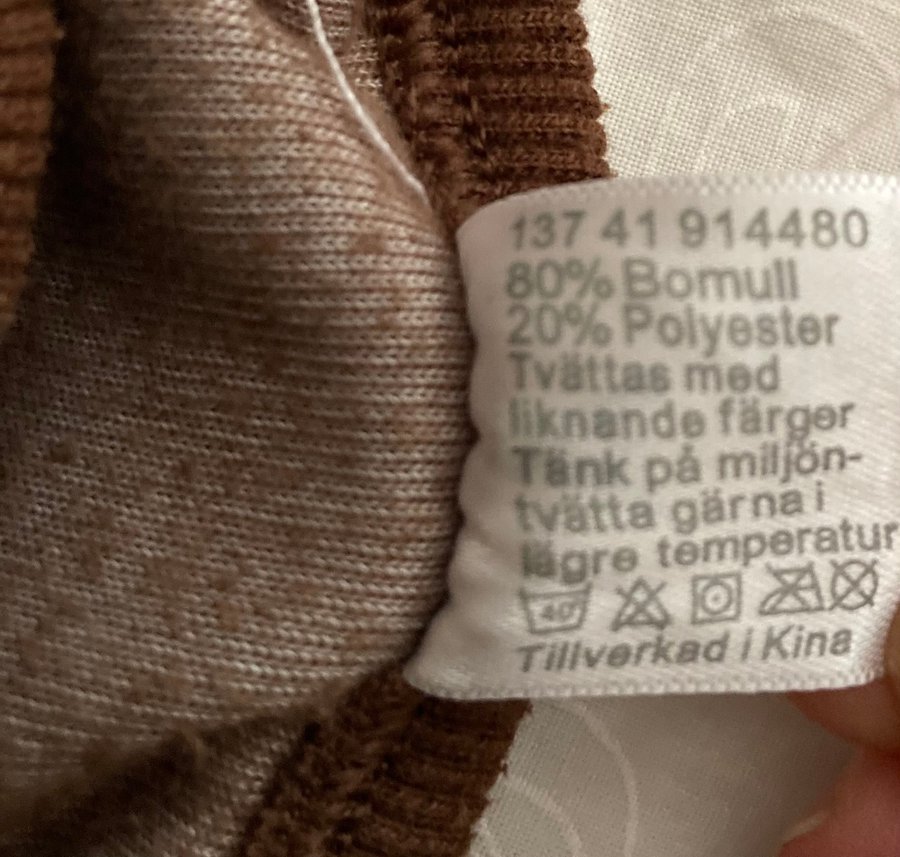 137 41 914480
80% Bomull
20% Polyester
Tvättas med
liknande färger
Tänk på miljön-
tvätta gärna i
lägre temperatur
40°
Tillverkad i Kina